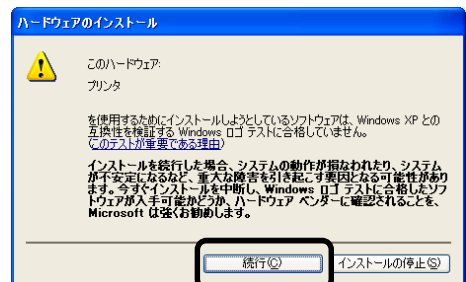 ハードウェアのインストール
このハードウェア:
プリンタ
を使用するためにインストールしようとしているソフトウェアは、Windows XP との
互換性を検証する Windows ロゴ テストに合格していません。
(このテストが重要である理由)
インストールを続行した場合、システムの動作が損なわれたり、システム
が不安定になるなど、重大な障害を引き起こす要因となる可能性があり
ます。今すぐインストールを中断し、Windows ロゴ テストに合格したソフ
トウェアが入手可能かどうか、ハードウェア ベンダーに確認されることを、
Microsoft は強くお勧めします。
続行(C) インストールの停止(S)